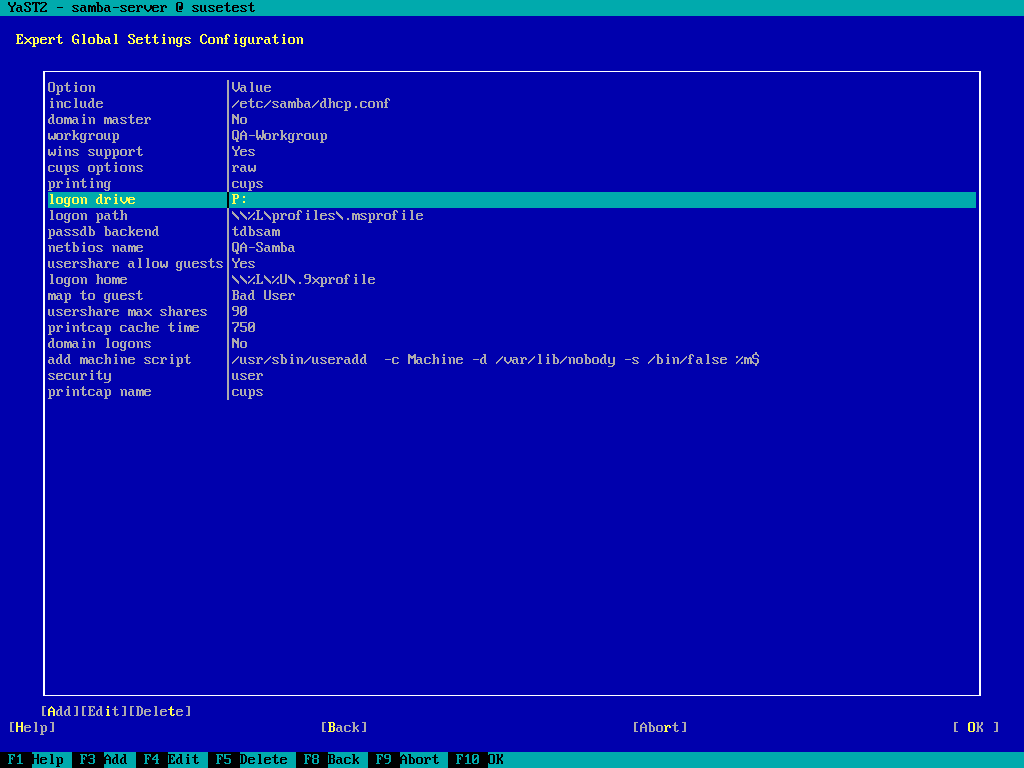 YaST2 - samba-server @ susetest
Expert Global Settings Configuration
Option Value
include /etc/samba/dhcp.conf
domain master No
workgroup QA-Workgroup
wins support Yes
cups options raw
printing cups
logon drive P:
logon path \\%L\profiles\.msprofile
passdb backend tdbsam
netbios name QA-Samba
usershare allow guests Yes
logon home \\%L\%U\.9xprofile
map to guest Bad User
usershare max shares 90
printcap cache time 750
domain logons No
add machine script /usr/sbin/useradd  -c Machine -d /var/lib/nobody -s /bin/false %m$
security user
printcap name cups
[Add][Edit][Delete]
[Help] [Back] [Abort] [ OK ]
F1 Help F3 Add F4 Edit F5 Delete F8 Back F9 Abort F10 OK